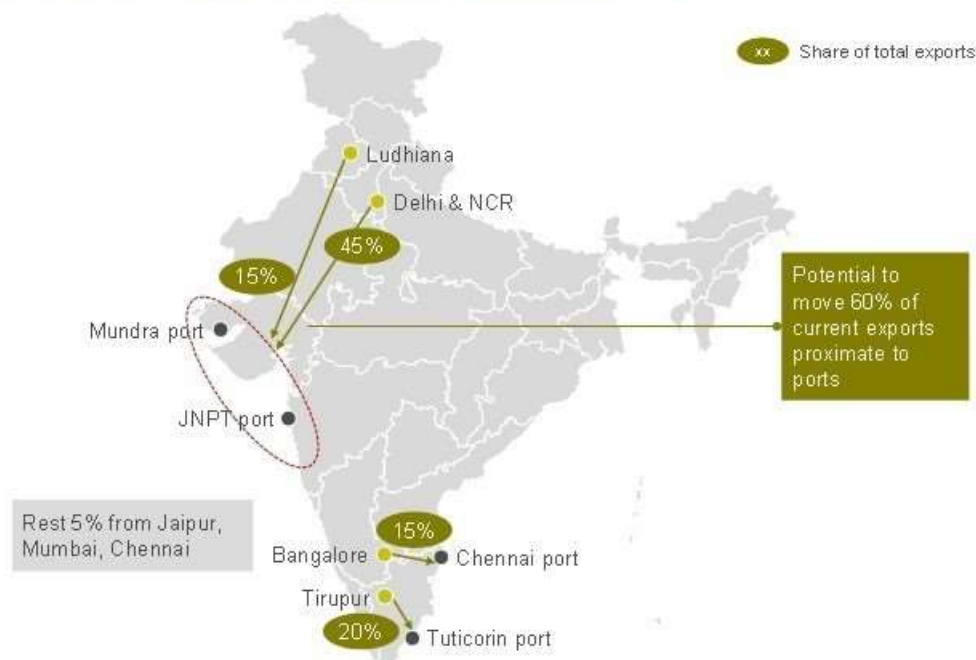 xx Share of total exports
Ludhiana
Delhi & NCR
45%
15%
Potential to
move 60% of
current exports
proximate to
ports
Mundra port
JNPT port
Rest 5% from Jaipur,
Mumbai, Chennai
15%
Bangalore
Chennai port
Tirupur
20%
Tuticorin port